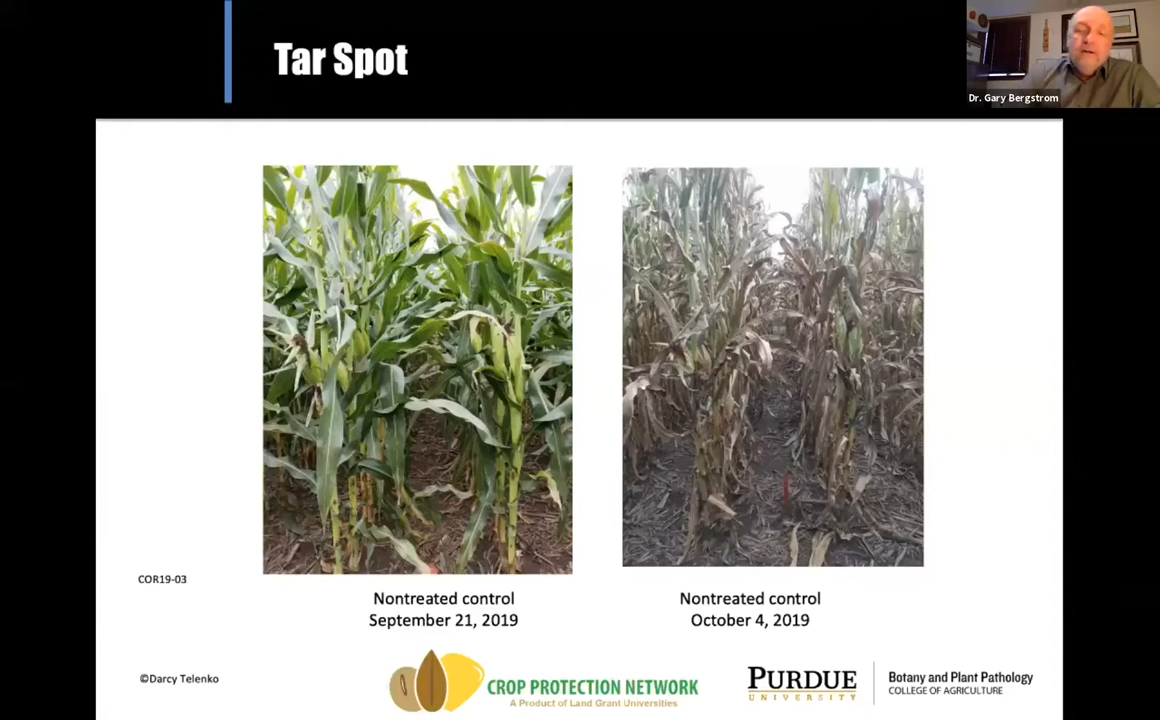 Tar Spot
Dr. Gary Bergstrom
COR19-03
Nontreated control
September 21, 2019
Nontreated control
October 4, 2019
©Darcy Telenko
CROP PROTECTION NETWORK
A Product of Land Grant Universities
PURDUE
UNIVERSITY
Botany and Plant Pathology
COLLEGE OF AGRICULTURE